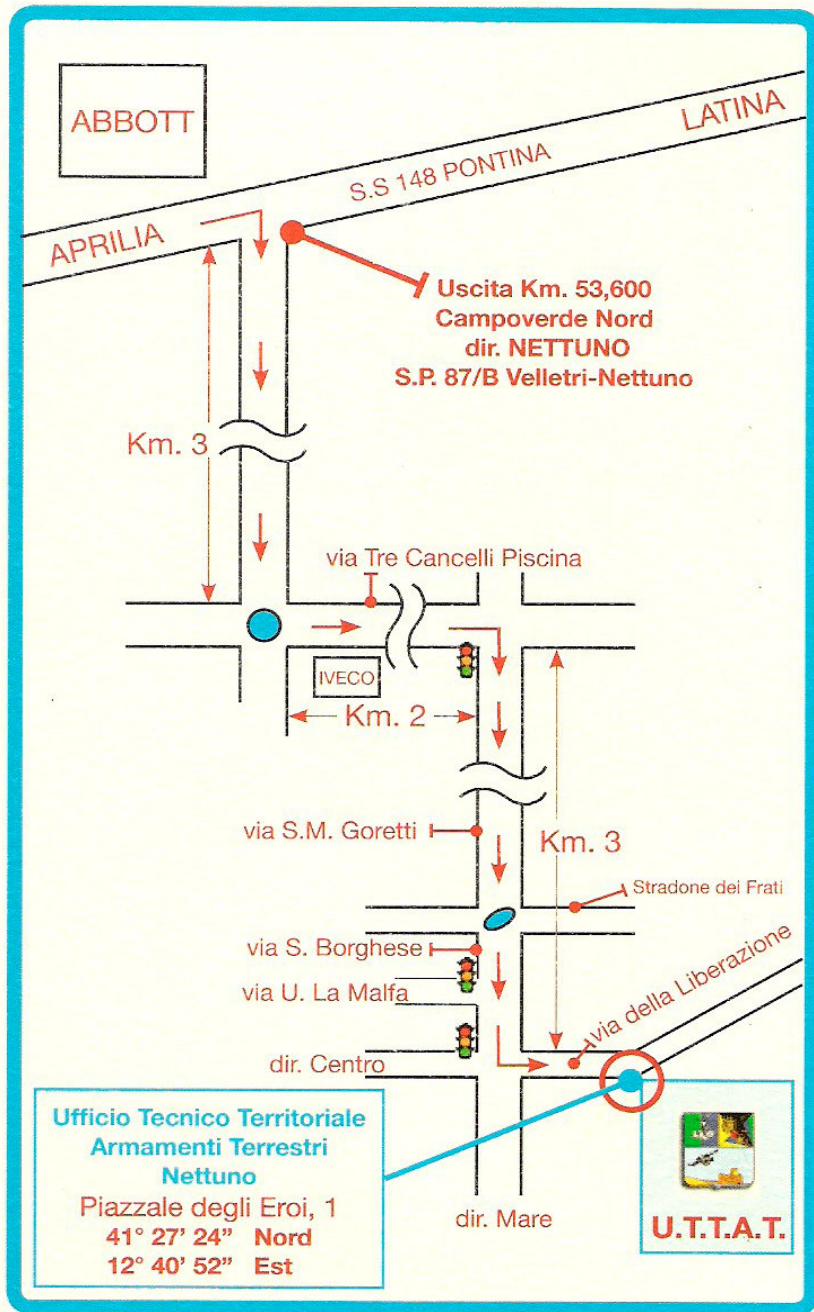 ABBOTT
LATINA
S.S 148 PONTINA
APRILIA
Uscita Km. 53,600
Campoverde Nord
dir. NETTUNO
S.P. 87/B Velletri-Nettuno
Km. 3
via Tre Cancelli Piscina
IVECO
Km. 2
via S.M. Goretti
Km. 3
Stradone dei Frati
via S. Borghese
via U. La Malfa
via della Liberazione
dir. Centro
Ufficio Tecnico Territoriale
Armamenti Terrestri
Nettuno
Piazzale degli Eroi, 1
41° 27' 24” Nord
12° 40' 52” Est
dir. Mare
U.T.T.A.T.